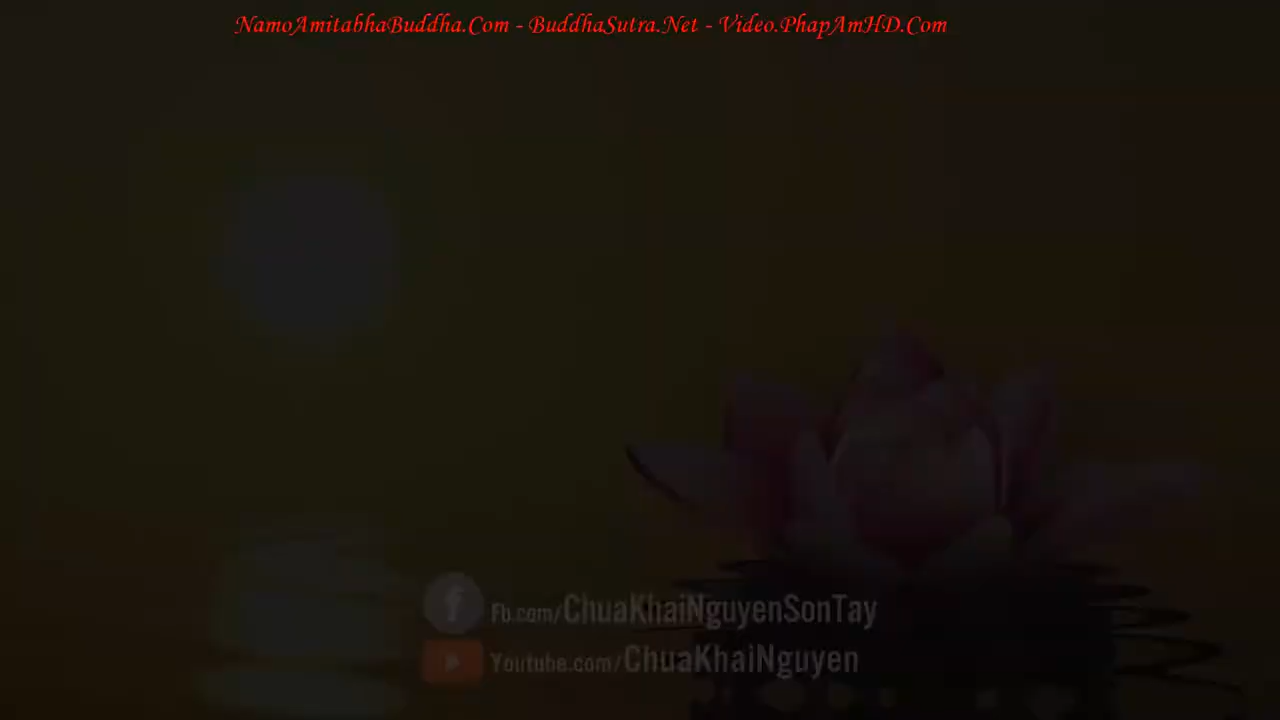 NamoAmitabhaBuddha.Com - BuddhaSutra.Net - Video.PhapAmHD.Com
Fb.com/ChuaKhaiNguyenSonTay
Youtube.com/ChuaKhaiNguyen